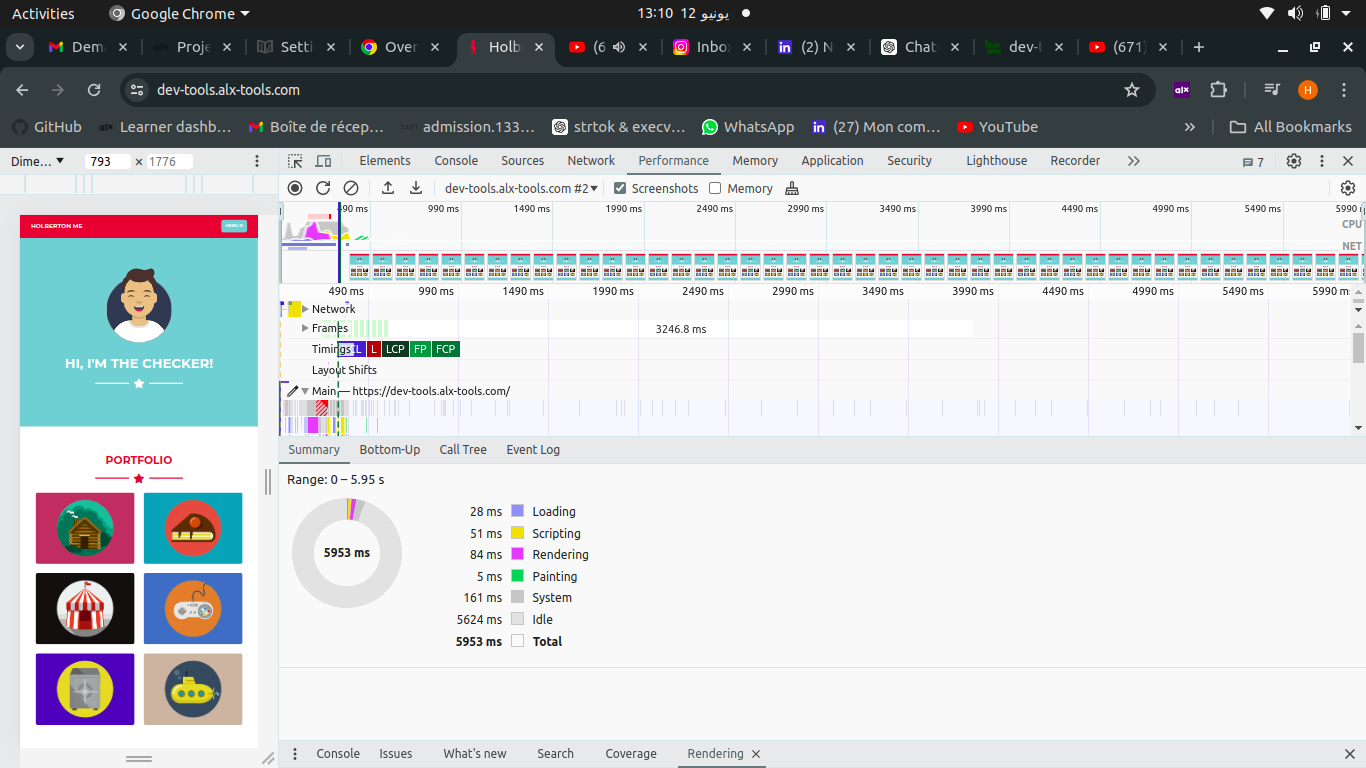 Activities
Google Chrome
13:10 12 يونيو
Dem
Proje
Setti
Over
Holb
(6
Inbo
(2) N
Chat
dev-t
(671)
dev-tools.alx-tools.com
GitHub
Learner dashb…
Boîte de récep…
admission.133…
strtok & execv…
WhatsApp
(27) Mon com…
YouTube
All Bookmarks
Dime… 793 × 1776
Elements Console Sources Network Performance Memory Application Security Lighthouse Recorder 7
dev-tools.alx-tools.com #2 Screenshots Memory
490 ms 990 ms 1490 ms 1990 ms 2490 ms 2990 ms 3490 ms 3990 ms 4490 ms 4990 ms 5490 ms 5990
CPU
NET
490 ms 990 ms 1490 ms 1990 ms 2490 ms 2990 ms 3490 ms 3990 ms 4490 ms 4990 ms 5490 ms 5990
Network
Frames 3246.8 ms
Timings L LCP FP FCP
Layout Shifts
Main — https://dev-tools.alx-tools.com/
Summary Bottom-Up Call Tree Event Log
Range: 0 – 5.95 s
5953 ms
28 ms Loading
51 ms Scripting
84 ms Rendering
5 ms Painting
161 ms System
5624 ms Idle
5953 ms Total
Console Issues What's new Search Coverage Rendering
HOLBERTON ME
HI, I'M THE CHECKER!
PORTFOLIO